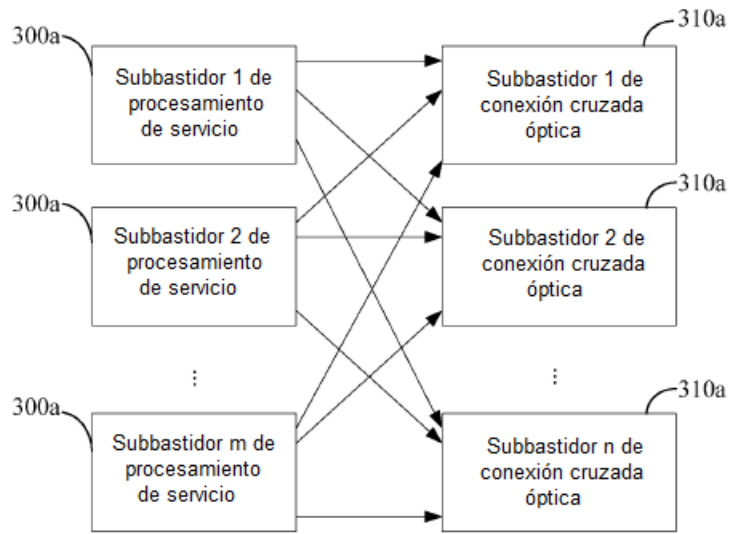 300a
310a
Subbastidor 1 de
procesamiento
de servicio
Subbastidor 1 de
conexión cruzada
óptica
300a
310a
Subbastidor 2 de
procesamiento
de servicio
Subbastidor 2 de
conexión cruzada
óptica
⋮
⋮
300a
310a
Subbastidor m de
procesamiento
de servicio
Subbastidor n de
conexión cruzada
óptica